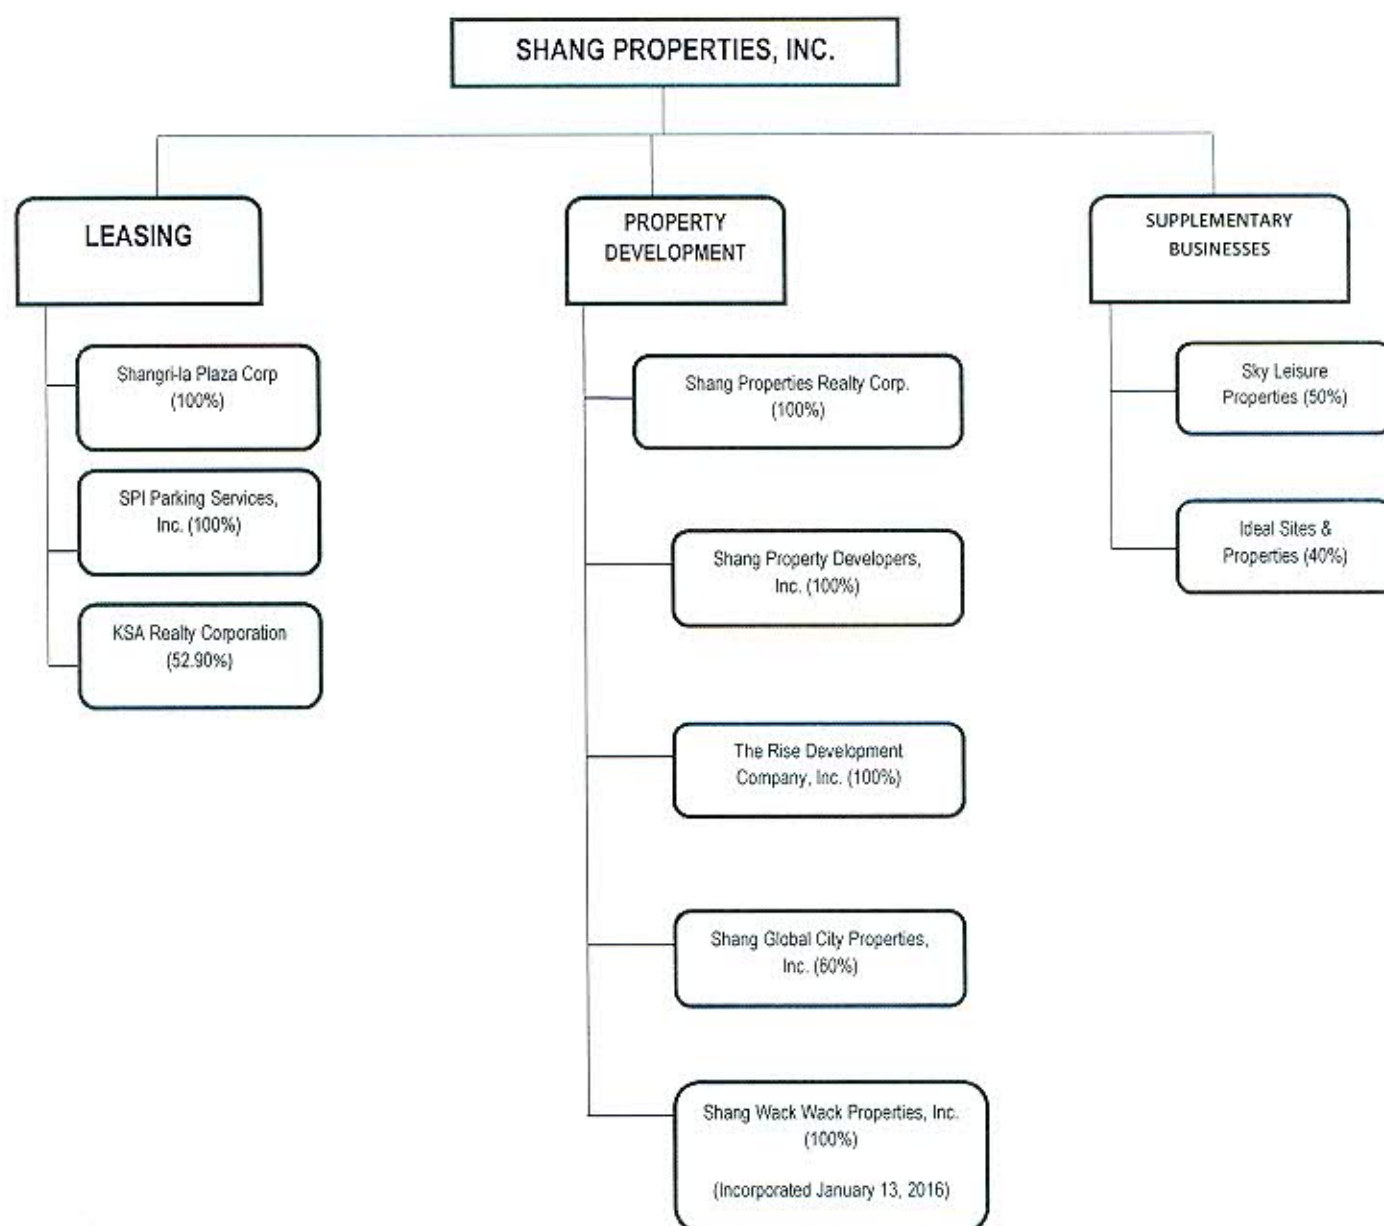 SHANG PROPERTIES, INC.
LEASING
Shangri-la Plaza Corp
(100%)
SPI Parking Services,
Inc. (100%)
KSA Realty Corporation
(52.90%)
PROPERTY
DEVELOPMENT
Shang Properties Realty Corp.
(100%)
Shang Property Developers,
Inc. (100%)
The Rise Development
Company, Inc. (100%)
Shang Global City Properties,
Inc. (60%)
Shang Wack Wack Properties, Inc.
(100%)
(Incorporated January 13, 2016)
SUPPLEMENTARY
BUSINESSES
Sky Leisure
Properties (50%)
Ideal Sites &
Properties (40%)